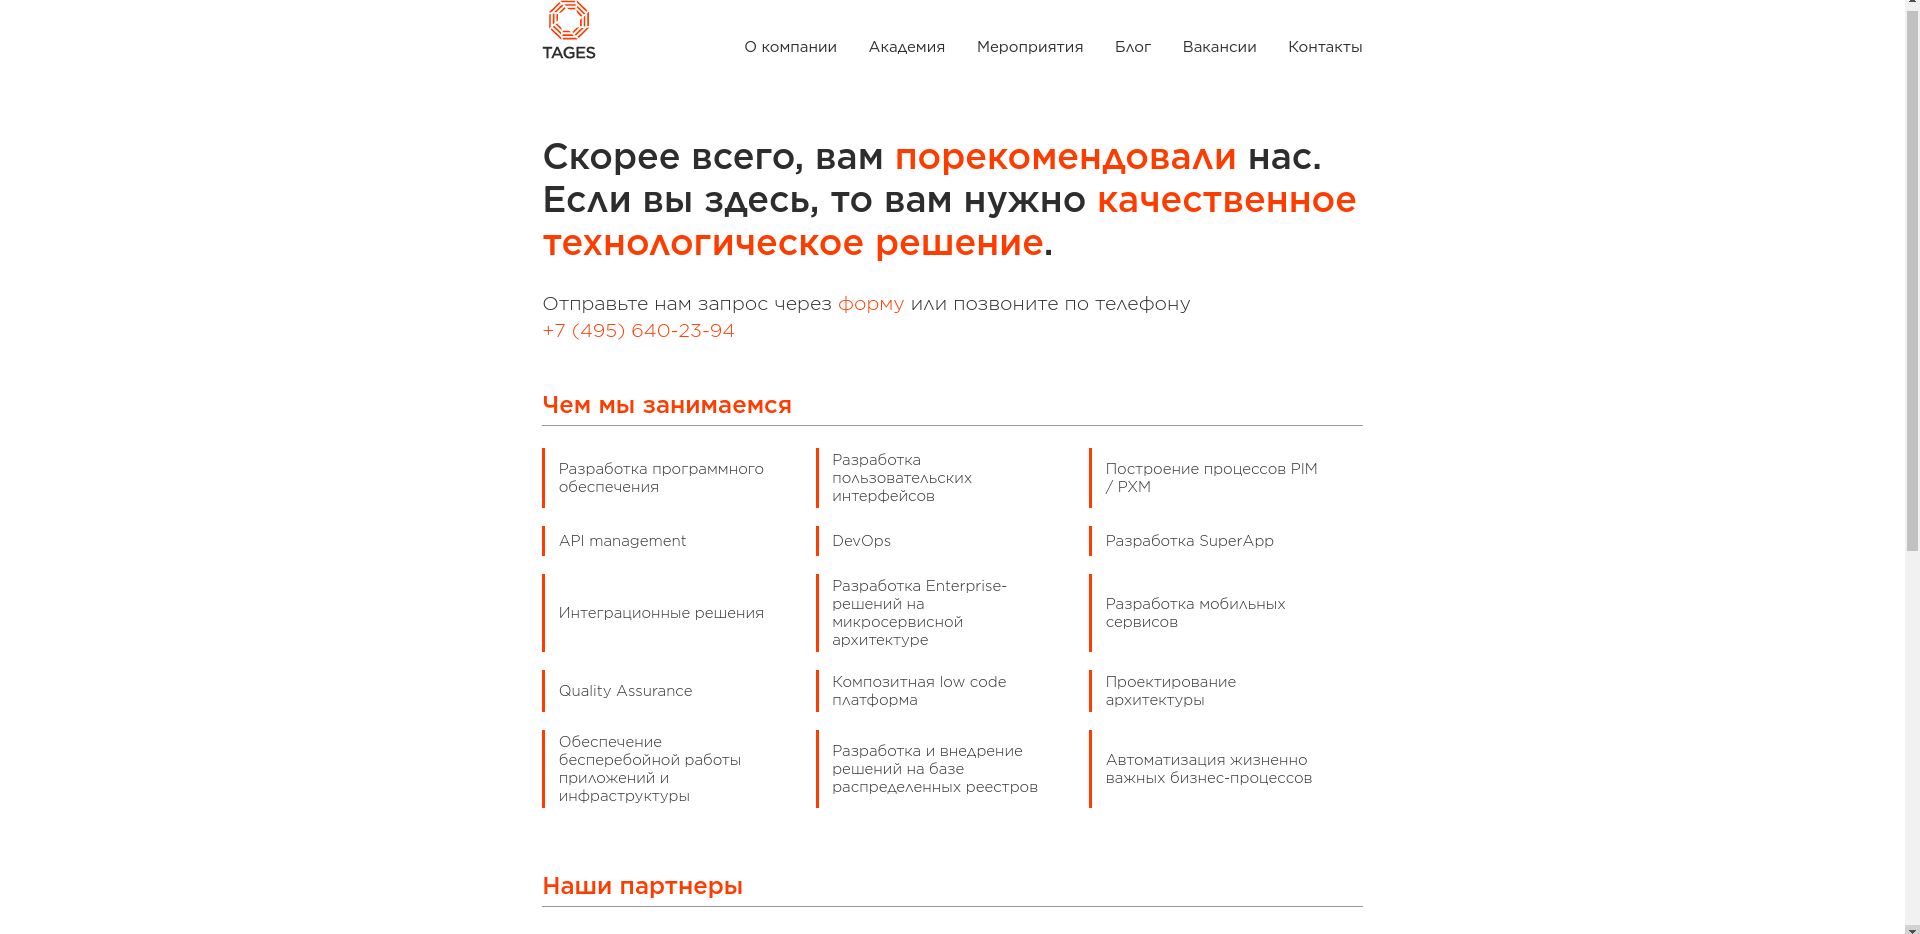 TAGES
О компании Академия Мероприятия Блог Вакансии Контакты
Скорее всего, вам порекомендовали нас.
Если вы здесь, то вам нужно качественное
технологическое решение.
Отправьте нам запрос через форму или позвоните по телефону
+7 (495) 640-23-94
Чем мы занимаемся
Разработка программного
обеспечения
Разработка
пользовательских
интерфейсов
Построение процессов PIM
/ PXM
API management
DevOps
Разработка SuperApp
Интеграционные решения
Разработка Enterprise-
решений на
микросервисной
архитектуре
Разработка мобильных
сервисов
Quality Assurance
Композитная low code
платформа
Проектирование
архитектуры
Обеспечение
бесперебойной работы
приложений и
инфраструктуры
Разработка и внедрение
решений на базе
распределенных реестров
Автоматизация жизненно
важных бизнес-процессов
Наши партнеры